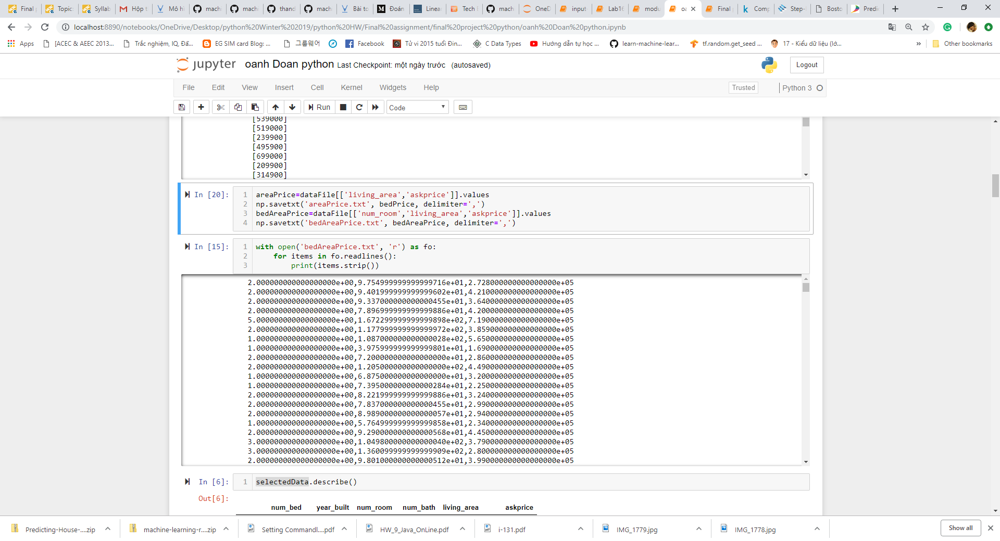 Final
Topic
Syllab
Hộp t
Mô h
machi
machi
thand
machi
Bài to
Đoán
Linear
Tech
machi
OneD
input-
Lab16
modu
oa
Final
Comp
Step-
Bosto
Predi
localhost:8890/notebooks/OneDrive/Desktop/python%20Winter%202019/python%20HW/Final%20assignment/final%20project%20python/oanh%20Doan%20python.ipynb
Apps
[ACEC & AEEC 2013...
Trắc nghiệm, IQ, Đấ...
EG SIM card Blog: ...
그룹웨어
Facebook
Tử vi 2015 tuổi Đin...
C Data Types
Hướng dẫn tự học ...
learn-machine-lear...
tf.random.get_seed ...
17 - Kiểu dữ liệu (lớ...
»
Other bookmarks
jupyter oanh Doan python Last Checkpoint: một ngày trước (autosaved)
Logout
File Edit View Insert Cell Kernel Widgets Help
Trusted
Python 3
Run
Code
[539000]
[519000]
[239900]
[495900]
[699000]
[209900]
[314900]
In [20]:
1 areaPrice=dataFile[['living_area','askprice']].values
2 np.savetxt('areaPrice.txt', bedPrice, delimiter=',')
3 bedAreaPrice=dataFile[['num_room','living_area','askprice']].values
4 np.savetxt('bedAreaPrice.txt', bedAreaPrice, delimiter=',')
In [15]:
1 with open('bedAreaPrice.txt', 'r') as fo:
2 for items in fo.readlines():
3 print(items.strip())
2.000000000000000000e+00,9.754999999999999716e+01,2.728000000000000000e+05
2.000000000000000000e+00,9.401999999999999602e+01,4.210000000000000000e+05
2.000000000000000000e+00,9.337000000000000455e+01,3.640000000000000000e+05
2.000000000000000000e+00,7.896999999999999886e+01,4.200000000000000000e+05
5.000000000000000000e+00,1.672299999999999898e+02,7.190000000000000000e+05
2.000000000000000000e+00,1.177999999999999972e+02,3.859000000000000000e+05
1.000000000000000000e+00,1.087000000000000028e+02,5.650000000000000000e+05
1.000000000000000000e+00,3.975999999999999801e+01,1.690000000000000000e+05
2.000000000000000000e+00,7.200000000000000000e+01,2.860000000000000000e+05
2.000000000000000000e+00,1.205000000000000000e+02,4.490000000000000000e+05
1.000000000000000000e+00,6.875000000000000000e+01,3.200000000000000000e+05
1.000000000000000000e+00,7.395000000000000284e+01,2.250000000000000000e+05
2.000000000000000000e+00,8.221999999999999886e+01,3.240000000000000000e+05
2.000000000000000000e+00,7.837000000000000455e+01,2.990000000000000000e+05
2.000000000000000000e+00,8.989000000000000057e+01,2.940000000000000000e+05
1.000000000000000000e+00,5.764999999999999858e+01,2.340000000000000000e+05
2.000000000000000000e+00,9.290000000000000568e+01,4.450000000000000000e+05
3.000000000000000000e+00,1.049800000000000040e+02,3.790000000000000000e+05
3.000000000000000000e+00,1.360099999999999909e+02,2.800000000000000000e+05
2.000000000000000000e+00,9.801000000000000512e+01,3.990000000000000000e+05
In [6]:
1 selectedData.describe()
Out[6]:
num_bed year_built num_room num_bath living_area askprice
Predicting-House-....zip
machine-learning-r....zip
Setting Commandl....pdf
HW_9_Java_OnLine.pdf
i-131.pdf
IMG_1779.jpg
IMG_1778.jpg
Show all